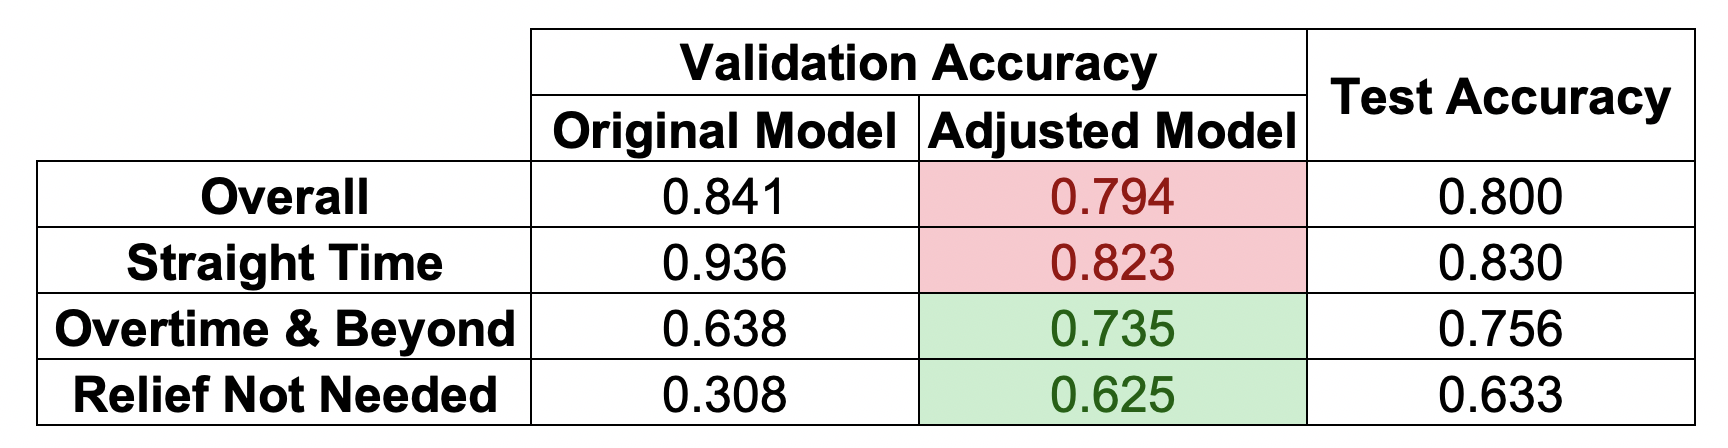 Validation Accuracy Test Accuracy
Original Model Adjusted Model
Overall 0.841 0.794 0.800
Straight Time 0.936 0.823 0.830
Overtime & Beyond 0.638 0.735 0.756
Relief Not Needed 0.308 0.625 0.633